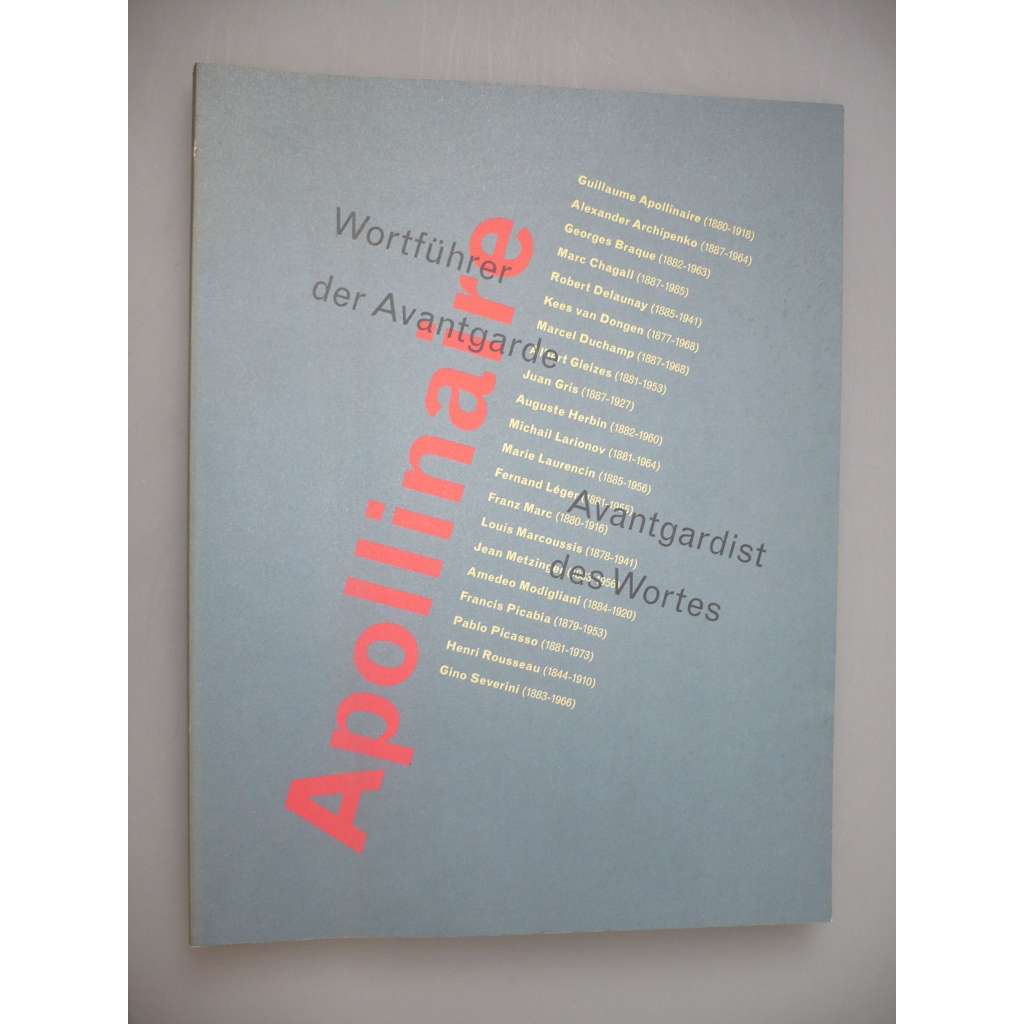 Apollinaire
Wortführer
der Avantgarde
Guillaume Apollinaire (1880-1918)
Alexander Archipenko (1887-1964)
Georges Braque (1882-1963)
Marc Chagall (1887-1985)
Robert Delaunay (1885-1941)
Kees van Dongen (1877-1968)
Marcel Duchamp (1887-1968)
Albert Gleizes (1881-1953)
Juan Gris (1887-1927)
Auguste Herbin (1882-1960)
Michail Larionov (1881-1964)
Marie Laurencin (1885-1956)
Fernand Léger (1881-1955)
Franz Marc (1880-1916)
Louis Marcoussis (1878-1941)
Jean Metzinger
Amedeo Modigliani (1884-1920)
Francis Picabia (1879-1953)
Pablo Picasso (1881-1973)
Henri Rousseau (1844-1910)
Gino Severini (1883-1966)
Avantgardist
des Wortes